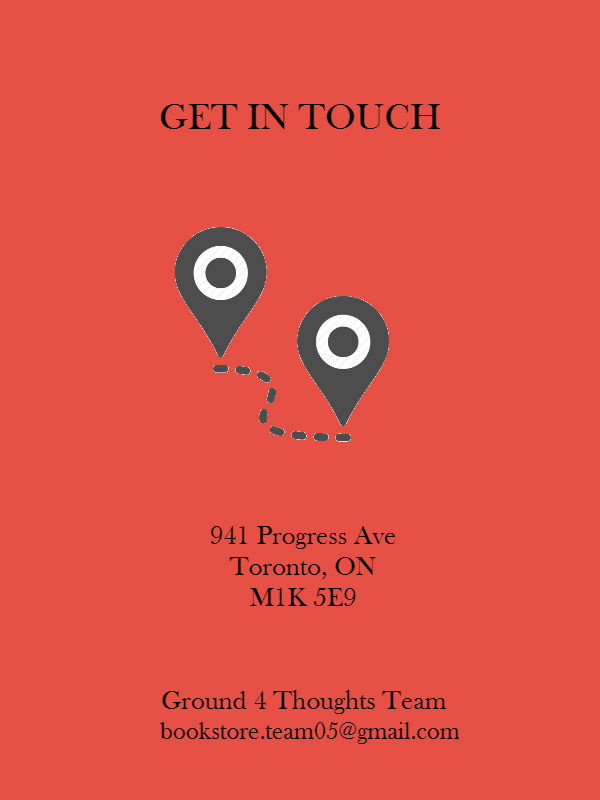 GET IN TOUCH
941 Progress Ave
Toronto, ON
M1K 5E9
Ground 4 Thoughts Team
bookstore.team05@gmail.com